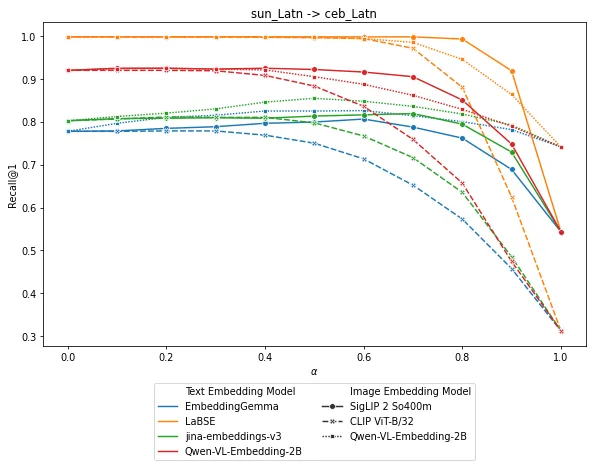 sun_Latn -> ceb_Latn
1.0
0.9
0.8
0.7
0.6
0.5
0.4
0.3
Recall@1
0.0 0.2 0.4 0.6 0.8 1.0
α
Text Embedding Model Image Embedding Model
EmbeddingGemma SigLIP 2 So400m
LaBSE CLIP ViT-B/32
jina-embeddings-v3 Qwen-VL-Embedding-2B
Qwen-VL-Embedding-2B